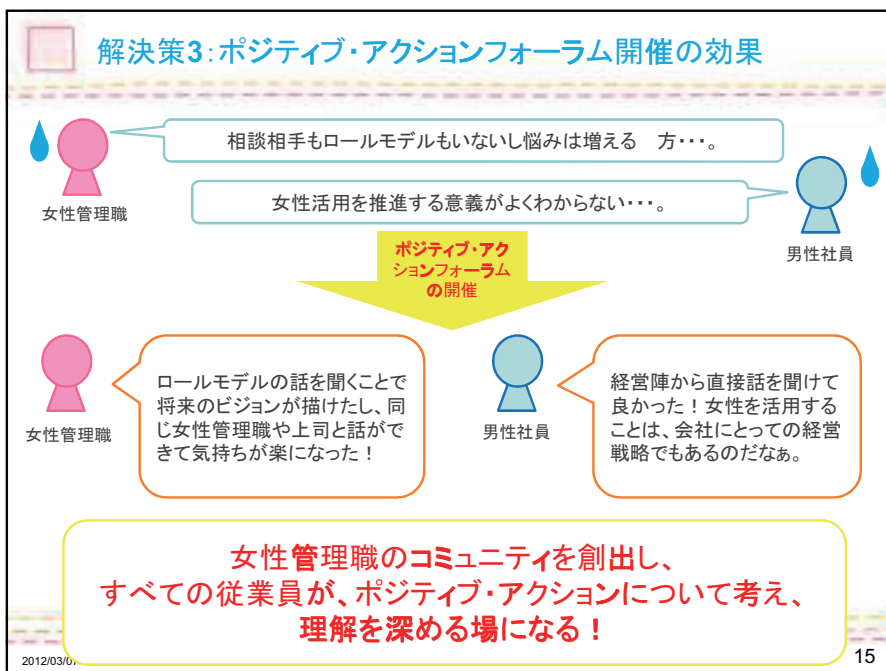 解決策3：ポジティブ・アクションフォーラム開催の効果
相談相手もロールモデルもいないし悩みは増える　方・・・。
女性管理職
女性活用を推進する意義がよくわからない・・・。
男性社員
ポジティブ・アク
ションフォーラム
の開催
女性管理職
ロールモデルの話を聞くことで
将来のビジョンが描けたし、同
じ女性管理職や上司と話がで
きて気持ちが楽になった！
男性社員
経営陣から直接話を聞けて
良かった！女性を活用する
ことは、会社にとっての経営
戦略でもあるのだなぁ。
女性管理職のコミュニティを創出し、
すべての従業員が、ポジティブ・アクションについて考え、
理解を深める場になる！
2012/03/07
15